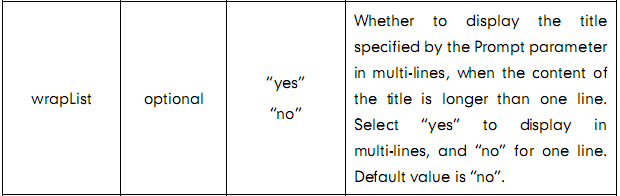 wrapList
optional
"yes"
"no"
Whether to display the title
specified by the Prompt parameter
in multi-lines, when the content of
the title is longer than one line.
Select "yes" to display in
multi-lines, and "no" for one line.
Default value is "no".